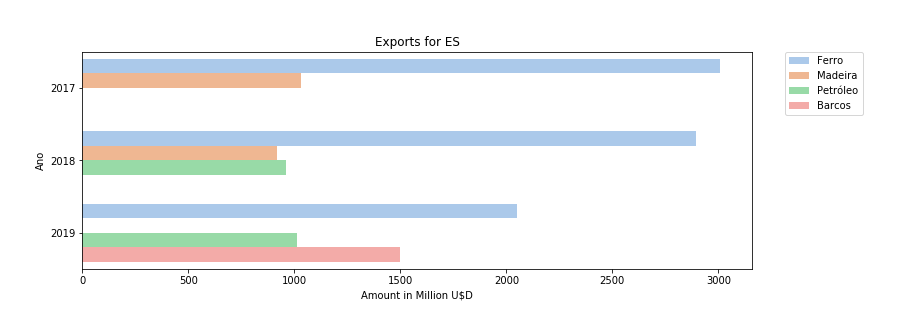 Exports for ES
Ferro
Madeira
Petróleo
Barcos
2017
2018
2019
Ano
0 500 1000 1500 2000 2500 3000
Amount in Million U$D